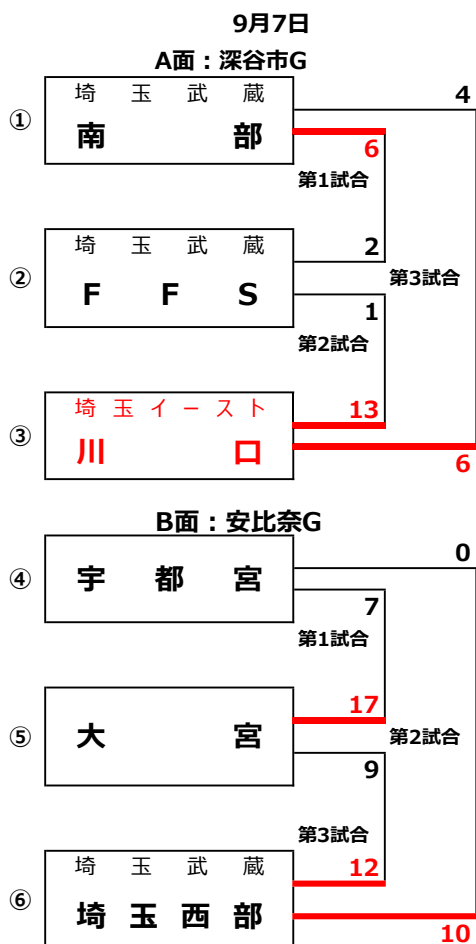 9月7日
A面：深谷市G
埼玉武蔵
4
①
南部
6
第1試合
埼玉武蔵
2
②
FFS
第3試合
1
第2試合
埼玉イースト
13
③
川口
6
B面：安比奈G
0
④
宇都宮
7
第1試合
17
⑤
大宮
第2試合
9
第3試合
埼玉武蔵
12
⑥
埼玉西部
10